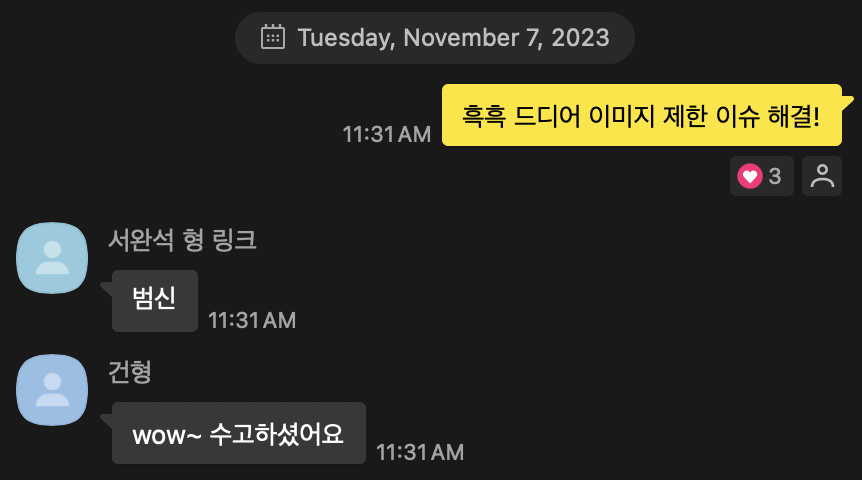 Tuesday, November 7, 2023
흑흑 드디어 이미지 제한 이슈 해결!
11:31 AM
3
서완석 형 링크
범신
11:31 AM
건형
wow~ 수고하셨어요
11:31 AM